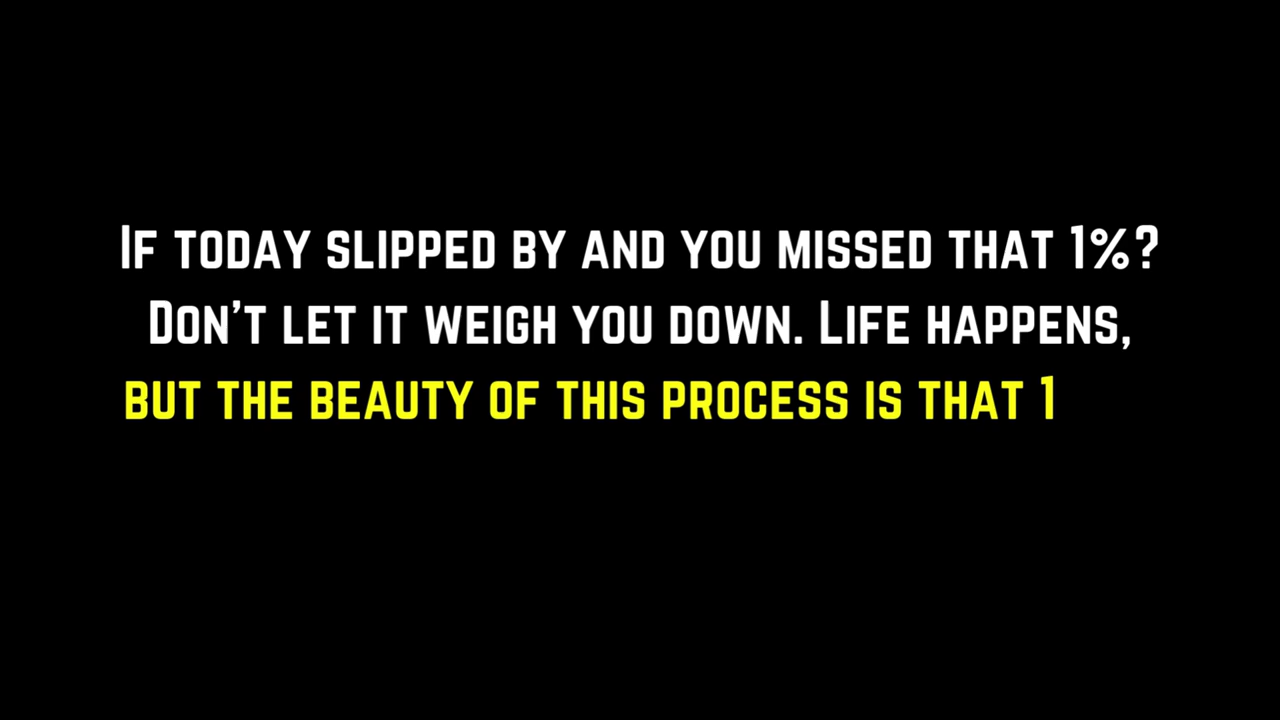 If today slipped by and you missed that 1%?
Don't let it weigh you down. Life happens,
but the beauty of this process is that 1